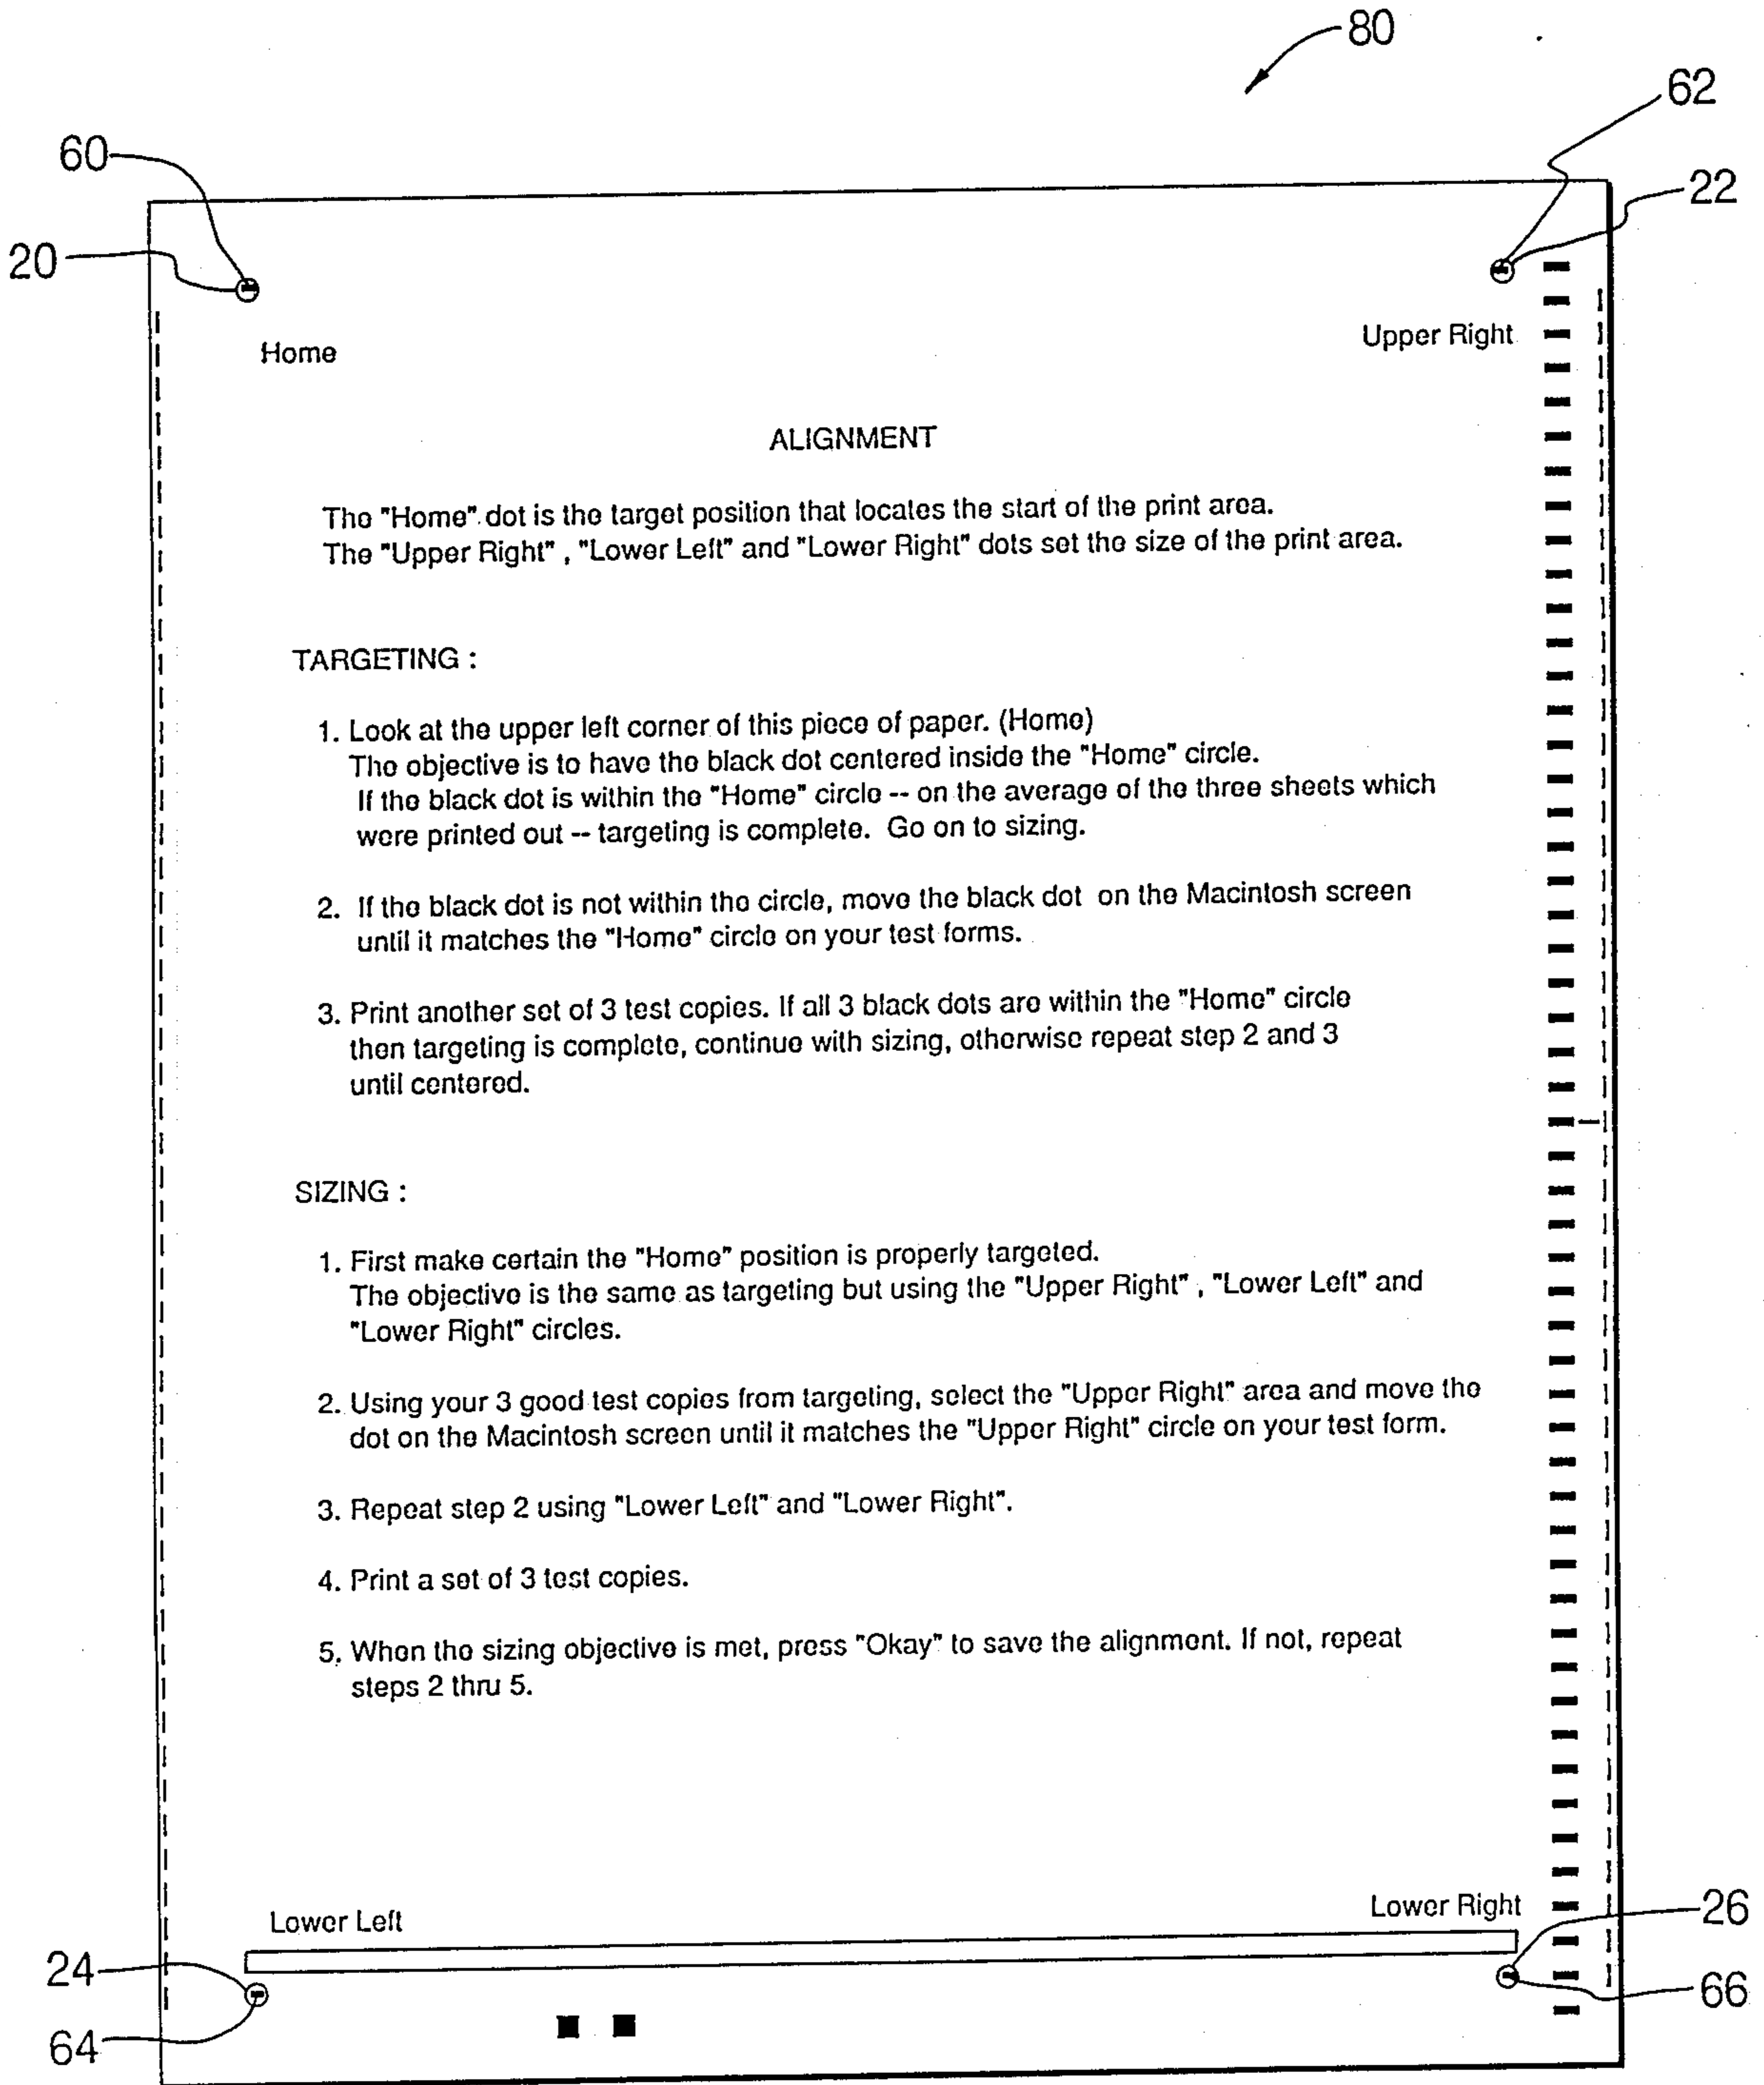 80
62
60
22
20
Home
Upper Right
ALIGNMENT
The "Home" dot is the target position that locates the start of the print area.
The "Upper Right" , "Lower Left" and "Lower Right" dots set the size of the print area.
TARGETING :
1. Look at the upper left corner of this piece of paper. (Home)
The objective is to have the black dot centered inside the "Home" circle.
If the black dot is within the "Home" circle -- on the average of the three sheets which
were printed out -- targeting is complete. Go on to sizing.
2. If the black dot is not within the circle, move the black dot on the Macintosh screen
until it matches the "Home" circle on your test forms.
3. Print another set of 3 test copies. If all 3 black dots are within the "Home" circle
then targeting is complete, continue with sizing, otherwise repeat step 2 and 3
until centered.
SIZING :
1. First make certain the "Home" position is properly targeted.
The objective is the same as targeting but using the "Upper Right" , "Lower Left" and
"Lower Right" circles.
2. Using your 3 good test copies from targeting, select the "Upper Right" area and move the
dot on the Macintosh screen until it matches the "Upper Right" circle on your test form.
3. Repeat step 2 using "Lower Left" and "Lower Right".
4. Print a set of 3 test copies.
5. When the sizing objective is met, press "Okay" to save the alignment. If not, repeat
steps 2 thru 5.
Lower Left
Lower Right
26
24
66
64